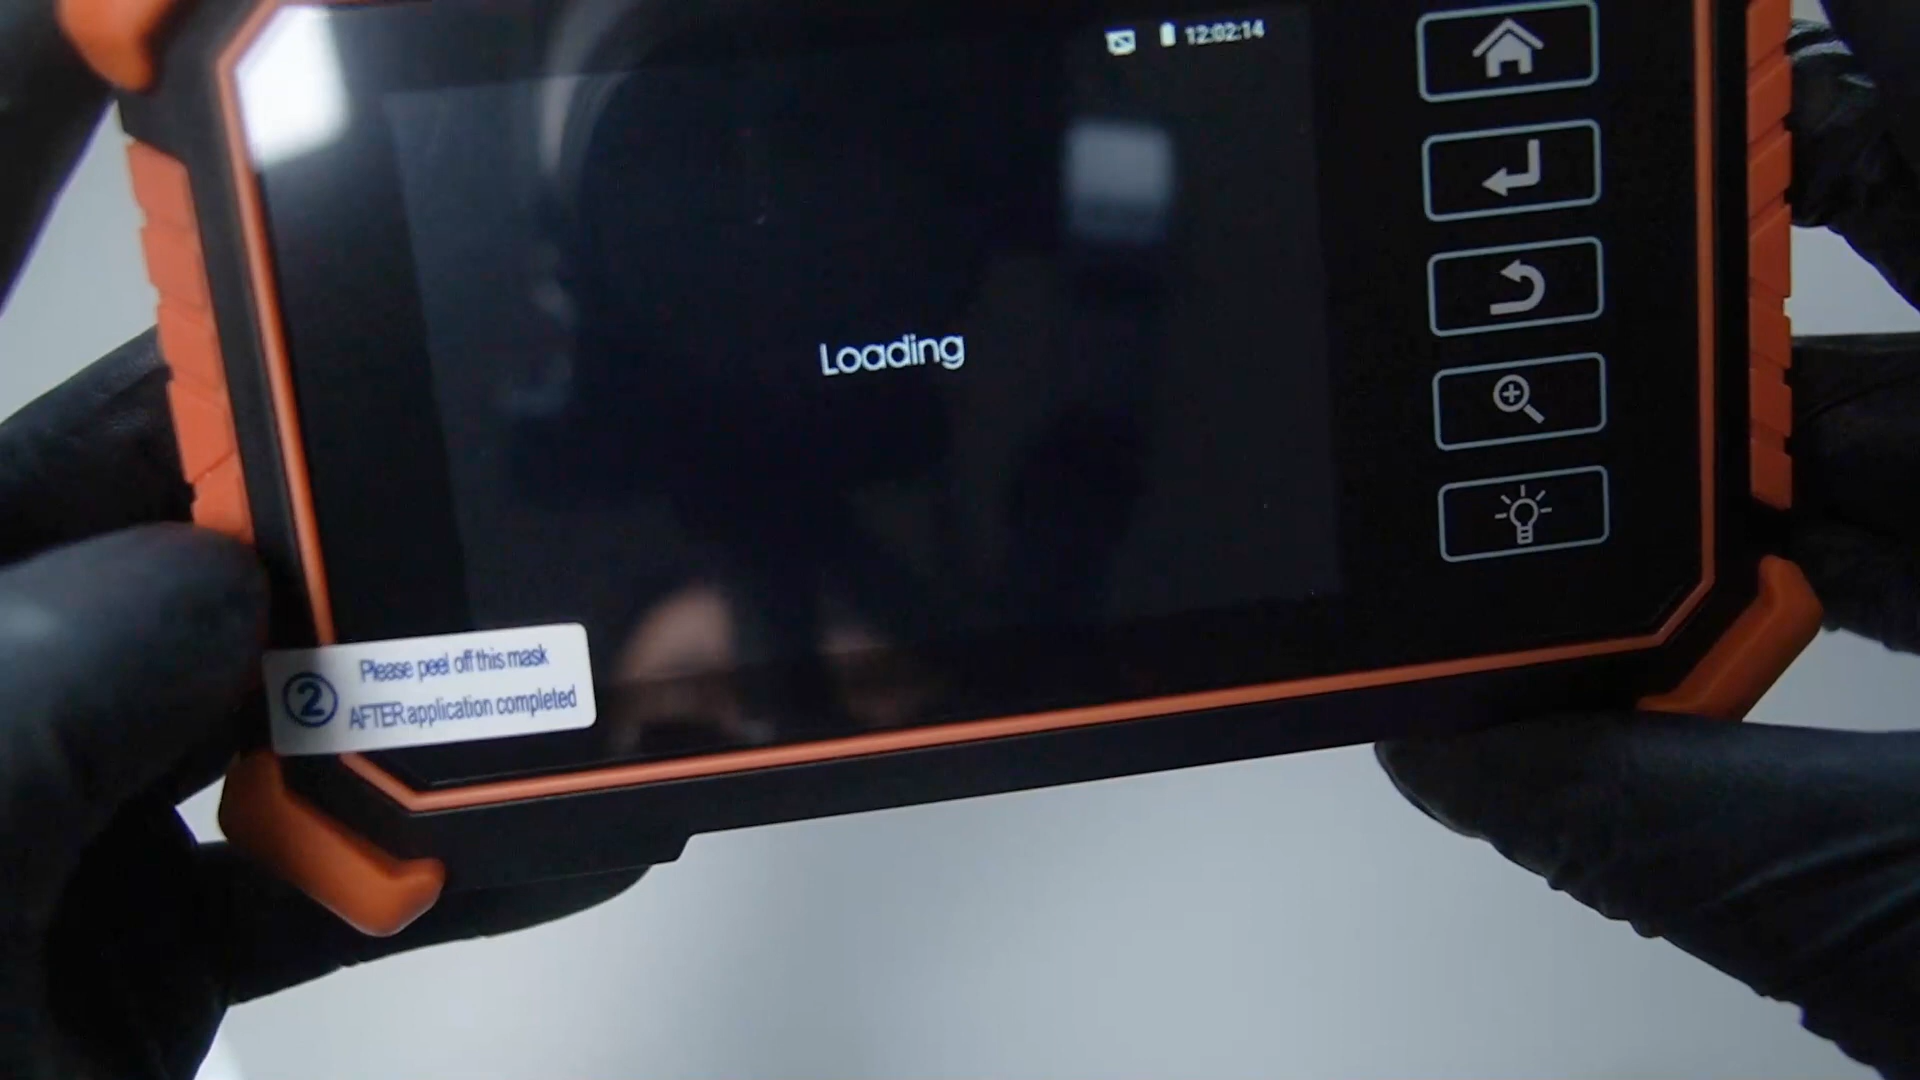 12:02:14
Loading
2
Please peel off this mask
AFTER application completed